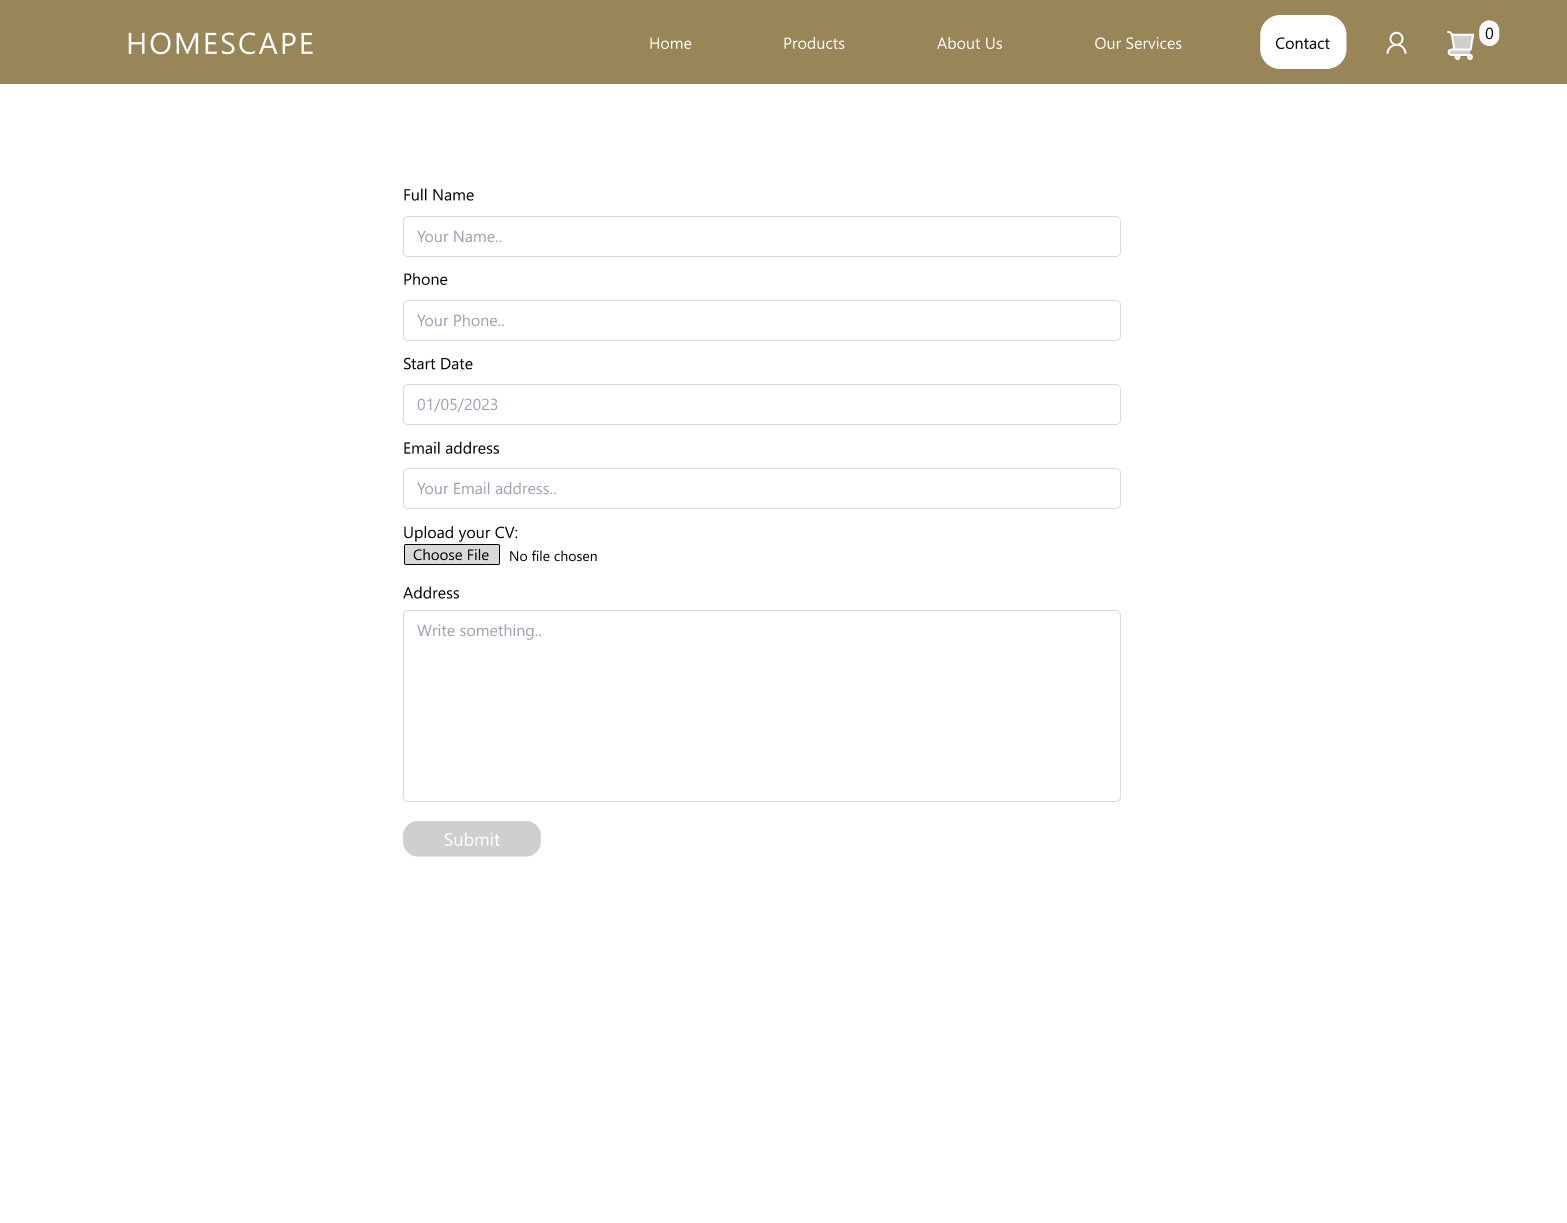 HOMESCAPE
Home
Products
About Us
Our Services
Contact
0
Full Name
Your Name..
Phone
Your Phone..
Start Date
01/05/2023
Email address
Your Email address..
Upload your CV:
Choose File No file chosen
Address
Write something..
Submit